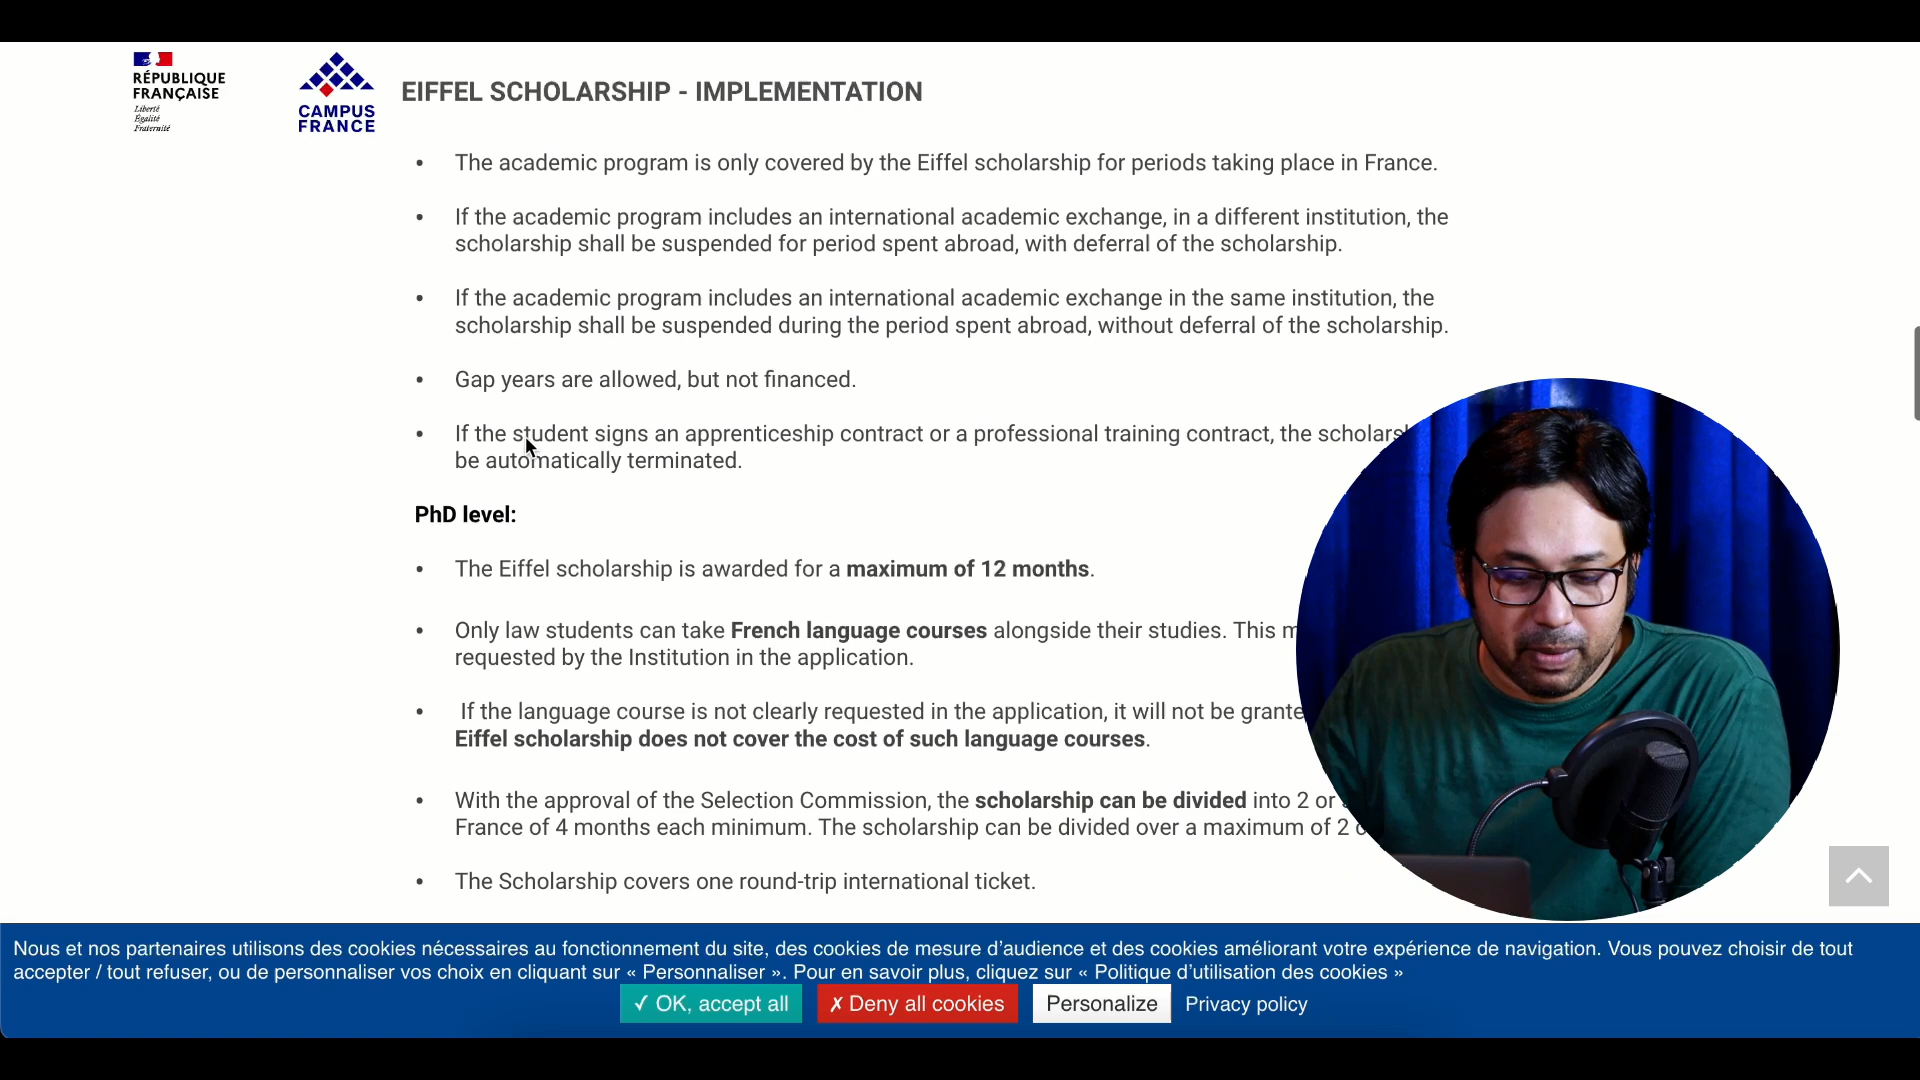 RÉPUBLIQUE
FRANÇAISE
Liberté
Égalité
Fraternité
CAMPUS
FRANCE
EIFFEL SCHOLARSHIP - IMPLEMENTATION
• The academic program is only covered by the Eiffel scholarship for periods taking place in France.
• If the academic program includes an international academic exchange, in a different institution, the
scholarship shall be suspended for period spent abroad, with deferral of the scholarship.
• If the academic program includes an international academic exchange in the same institution, the
scholarship shall be suspended during the period spent abroad, without deferral of the scholarship.
• Gap years are allowed, but not financed.
• If the student signs an apprenticeship contract or a professional training contract, the
be automatically terminated.
PhD level:
• The Eiffel scholarship is awarded for a maximum of 12 months.
• Only law students can take French language courses alongside their studies. This
requested by the Institution in the application.
• If the language course is not clearly requested in the application, it will not be
Eiffel scholarship does not cover the cost of such language courses.
• With the approval of the Selection Commission, the scholarship can be divided into 2 or
France of 4 months each minimum. The scholarship can be divided over a maximum of 2
• The Scholarship covers one round-trip international ticket.
Nous et nos partenaires utilisons des cookies nécessaires au fonctionnement du site, des cookies de mesure d’audience et des cookies améliorant votre expérience de navigation. Vous pouvez choisir de tout
accepter / tout refuser, ou de personnaliser vos choix en cliquant sur « Personnaliser ». Pour en savoir plus, cliquez sur « Politique d’utilisation des cookies »
✓ OK, accept all ✗ Deny all cookies Personalize Privacy policy